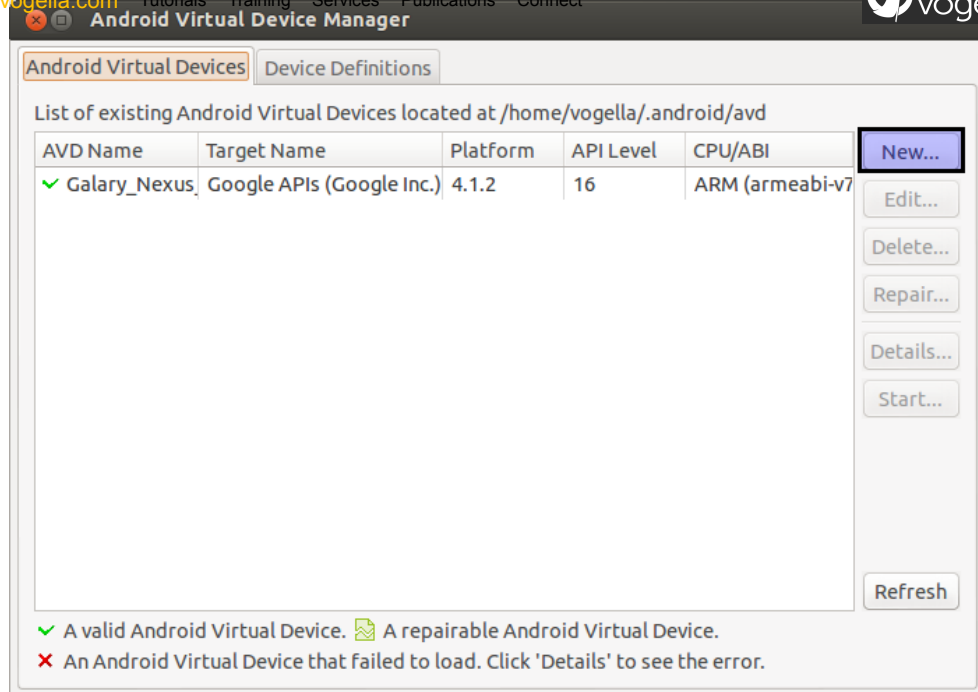 vogella.com Tutorials Training Services Publications Connect
Android Virtual Device Manager
Android Virtual Devices Device Definitions
List of existing Android Virtual Devices located at /home/vogella/.android/avd
AVD Name Target Name Platform API Level CPU/ABI
Galary_Nexus_ Google APIs (Google Inc.) 4.1.2 16 ARM (armeabi-v7
New...
Edit...
Delete...
Repair...
Details...
Start...
Refresh
A valid Android Virtual Device. A repairable Android Virtual Device.
An Android Virtual Device that failed to load. Click 'Details' to see the error.